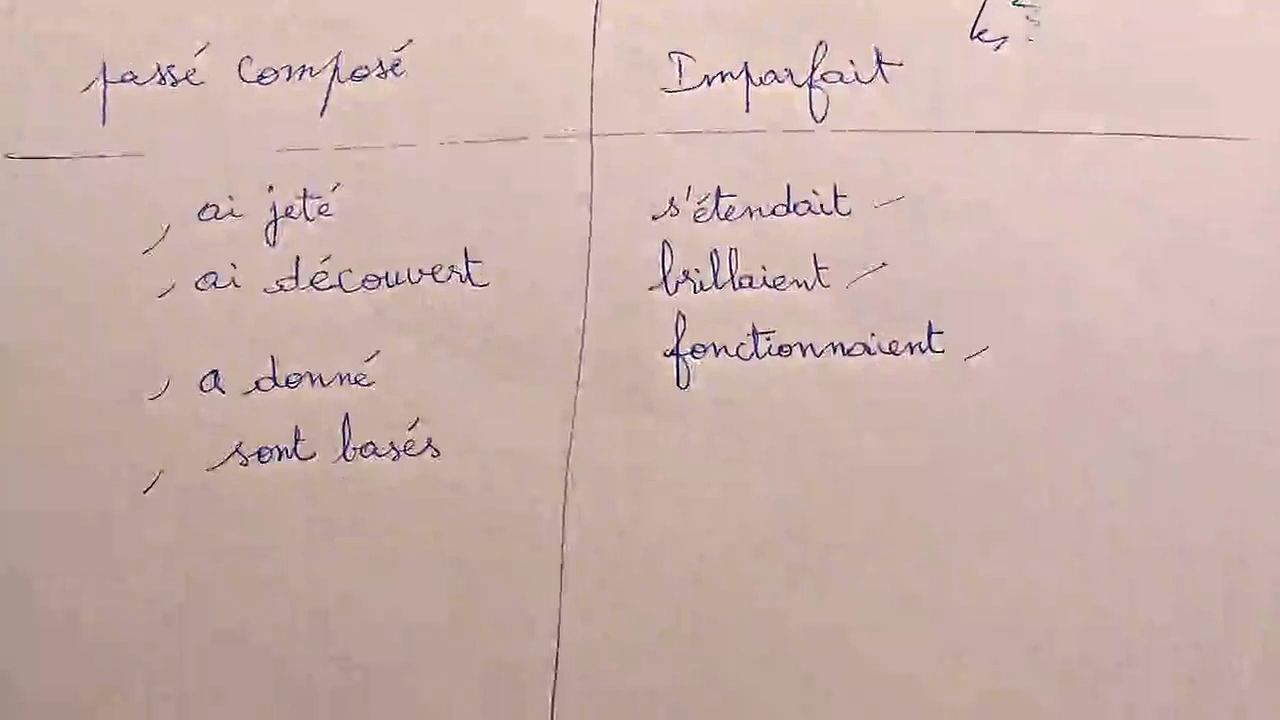 passé composé
Imparfait
ai jeté
ai découvert
a donné
sont basés
s'étendait
brillaient
fonctionnaient